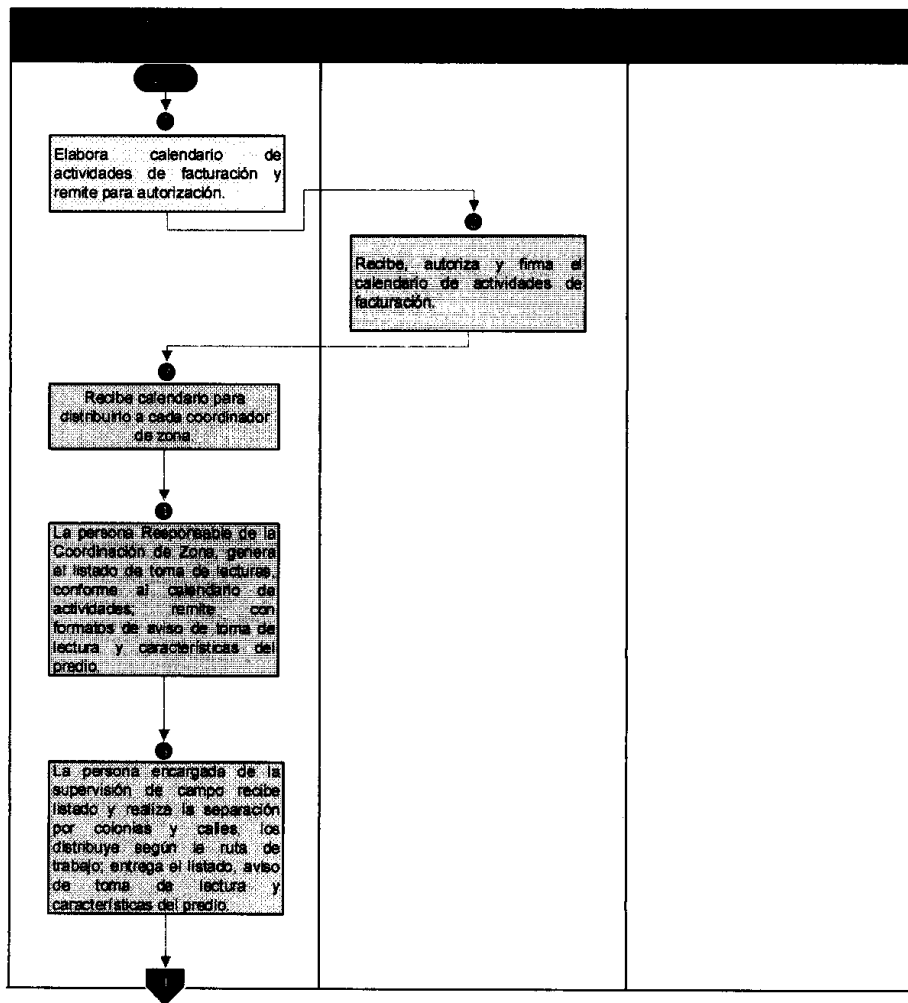 Elabora calendario de
actividades de facturación y
remite para autorización.
Recibe, autoriza y firma el
calendario de actividades de
facturación.
Recibe calendario para
distribuirlo a cada coordinador
de zona
La persona Responsable de la
Coordinación de Zona, genera
el listado de toma de lecturas,
conforme al calendario de
actividades, remite con
formatos de aviso de toma de
lectura y características del
predio.
La persona encargada de la
supervisión de campo recibe
listado y realiza la separación
por colonias y calles, los
distribuye según la ruta de
trabajo, entrega el listado, aviso
de toma de lectura y
características del predio.